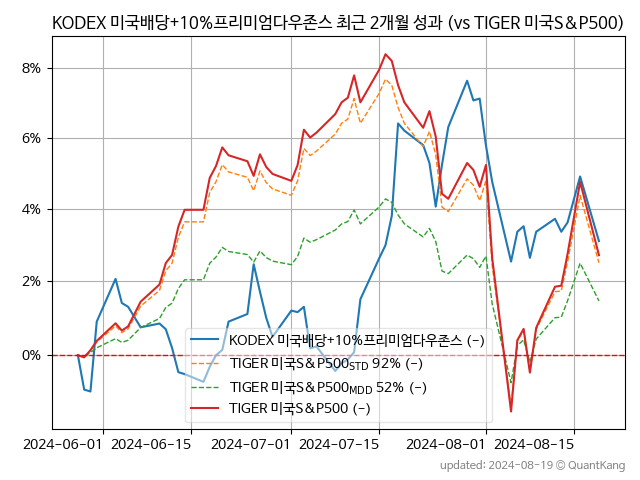 KODEX 미국배당+10%프리미엄다우존스 최근 2개월 성과 (vs TIGER 미국S&P500)
8%
6%
4%
2%
0%
KODEX 미국배당+10%프리미엄다우존스 (-)
TIGER 미국S&P500STD 92% (-)
TIGER 미국S&P500MDD 52% (-)
TIGER 미국S&P500 (-)
2024-06-01 2024-06-15 2024-07-01 2024-07-15 2024-08-01 2024-08-15
updated: 2024-08-19 © QuantKang